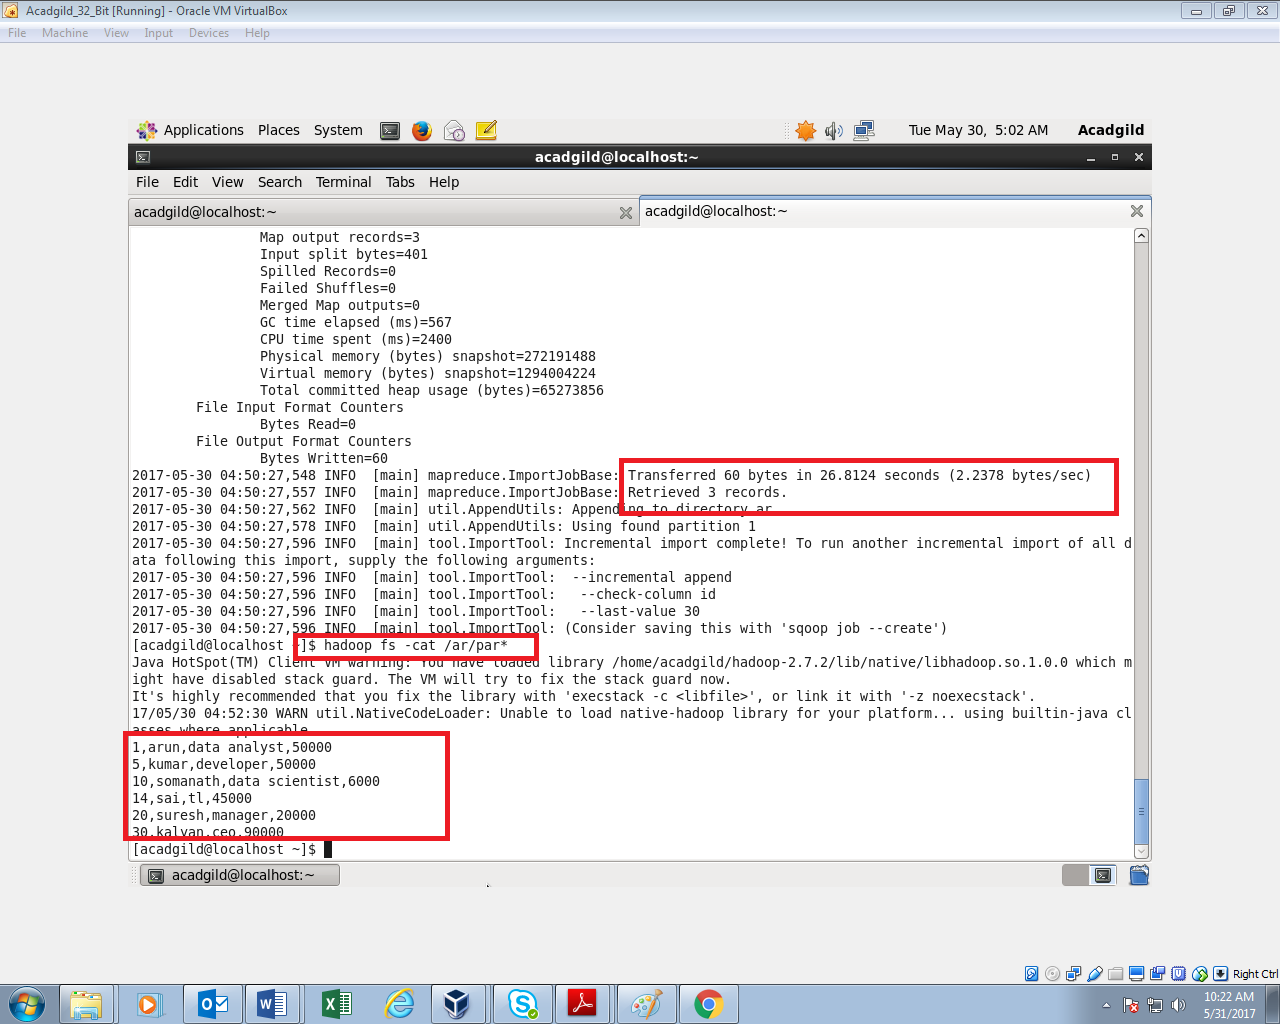 Acadgild_32_Bit [Running] - Oracle VM VirtualBox
File Machine View Input Devices Help
Applications Places System Tue May 30, 5:02 AM Acadgild
acadgild@localhost:~
File Edit View Search Terminal Tabs Help
acadgild@localhost:~ acadgild@localhost:~
Map output records=3
Input split bytes=401
Spilled Records=0
Failed Shuffles=0
Merged Map outputs=0
GC time elapsed (ms)=567
CPU time spent (ms)=2400
Physical memory (bytes) snapshot=272191488
Virtual memory (bytes) snapshot=1294004224
Total committed heap usage (bytes)=65273856
File Input Format Counters
Bytes Read=0
File Output Format Counters
Bytes Written=60
2017-05-30 04:50:27,548 INFO  [main] mapreduce.ImportJobBase: Transferred 60 bytes in 26.8124 seconds (2.2378 bytes/sec)
2017-05-30 04:50:27,557 INFO  [main] mapreduce.ImportJobBase: Retrieved 3 records.
2017-05-30 04:50:27,562 INFO  [main] util.AppendUtils: Appending to directory ar
2017-05-30 04:50:27,578 INFO  [main] util.AppendUtils: Using found partition 1
2017-05-30 04:50:27,596 INFO  [main] tool.ImportTool: Incremental import complete! To run another incremental import of all d
ata following this import, supply the following arguments:
2017-05-30 04:50:27,596 INFO  [main] tool.ImportTool:  --incremental append
2017-05-30 04:50:27,596 INFO  [main] tool.ImportTool:   --check-column id
2017-05-30 04:50:27,596 INFO  [main] tool.ImportTool:   --last-value 30
2017-05-30 04:50:27,596 INFO  [main] tool.ImportTool: (Consider saving this with 'sqoop job --create')
[acadgild@localhost ~]$ hadoop fs -cat /ar/par*
Java HotSpot(TM) Client VM warning: You have loaded library /home/acadgild/hadoop-2.7.2/lib/native/libhadoop.so.1.0.0 which m
ight have disabled stack guard. The VM will try to fix the stack guard now.
It's highly recommended that you fix the library with 'execstack -c <libfile>', or link it with '-z noexecstack'.
17/05/30 04:52:30 WARN util.NativeCodeLoader: Unable to load native-hadoop library for your platform... using builtin-java cl
asses where applicable
1,arun,data analyst,50000
5,kumar,developer,50000
10,somanath,data scientist,6000
14,sai,tl,45000
20,suresh,manager,20000
30,kalyan,ceo,90000
[acadgild@localhost ~]$
acadgild@localhost:~
Right Ctrl
10:22 AM
5/31/2017